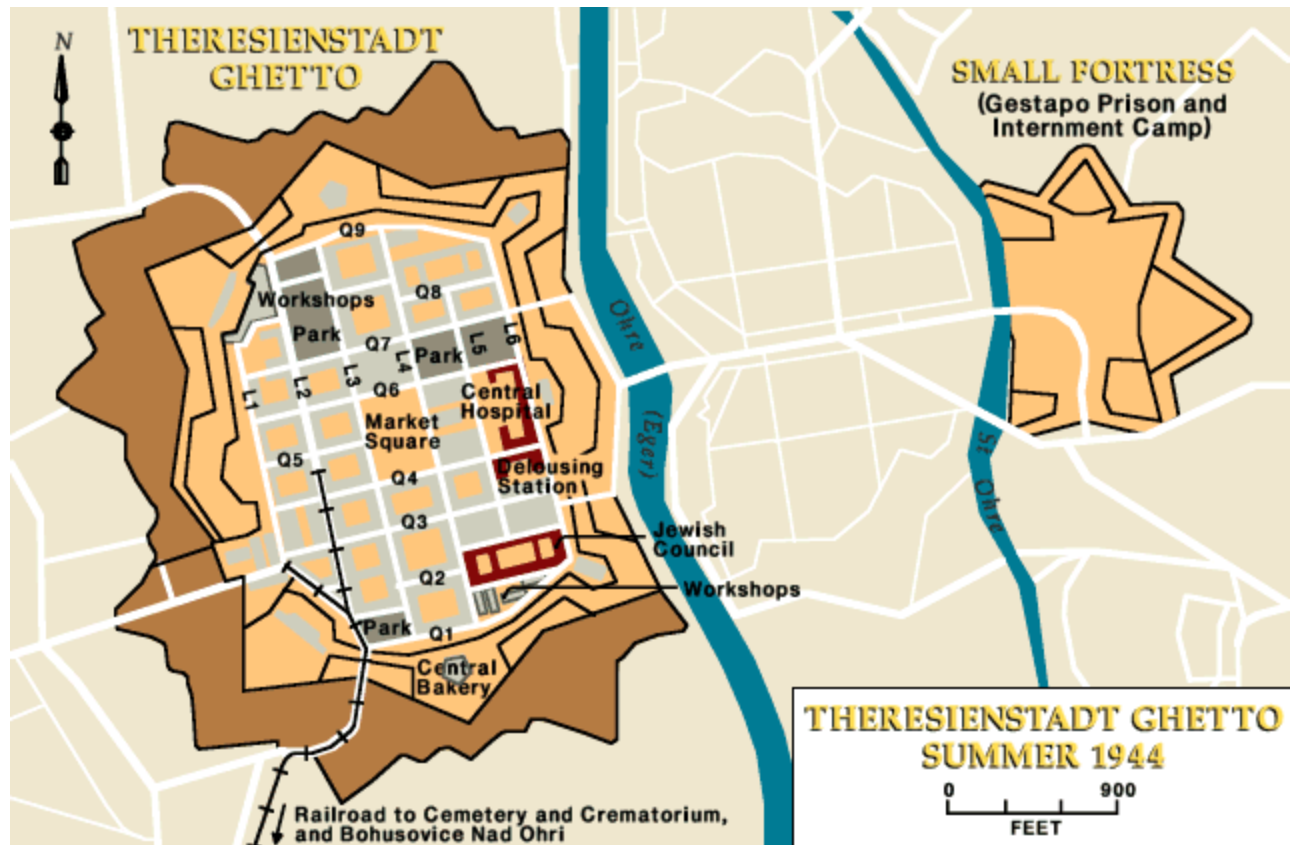 N
THERESIENSTADT
GHETTO
SMALL FORTRESS
(Gestapo Prison and
Internment Camp)
Q9
Workshops
Q8
Park
Q7
L4
Park
L5
L6
L1
L2
L3
Q6
Central
Hospital
Market
Square
Q5
Q4
Delousing
Station
Q3
Jewish
Council
Q2
Workshops
Park
Q1
Central
Bakery
Ohre
(Eger)
St Ohre
Railroad to Cemetery and Crematorium,
and Bohusovice Nad Ohri
THERESIENSTADT GHETTO
SUMMER 1944
0 900
FEET